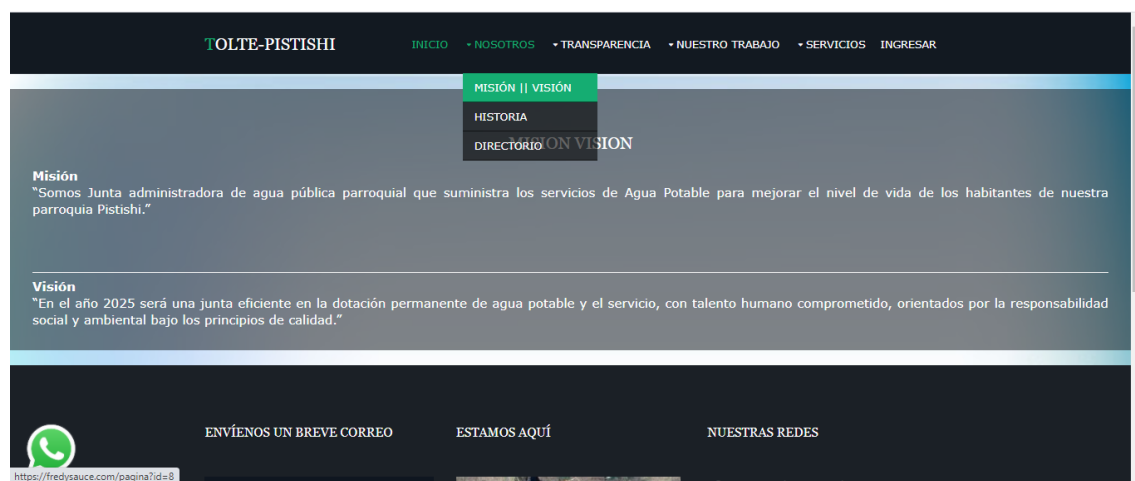 TOLTE-PISTISHI INICIO NOSOTROS TRANSPARENCIA NUESTRO TRABAJO SERVICIOS INGRESAR
MISIÓN || VISIÓN
HISTORIA
DIRECTORIO
MISION VISION
Misión
“Somos Junta administradora de agua pública parroquial que suministra los servicios de Agua Potable para mejorar el nivel de vida de los habitantes de nuestra
parroquia Pistishi.”
Visión
“En el año 2025 será una junta eficiente en la dotación permanente de agua potable y el servicio, con talento humano comprometido, orientados por la responsabilidad
social y ambiental bajo los principios de calidad.”
ENVÍENOS UN BREVE CORREO ESTAMOS AQUÍ NUESTRAS REDES
https://fredysauce.com/pagina?id=8